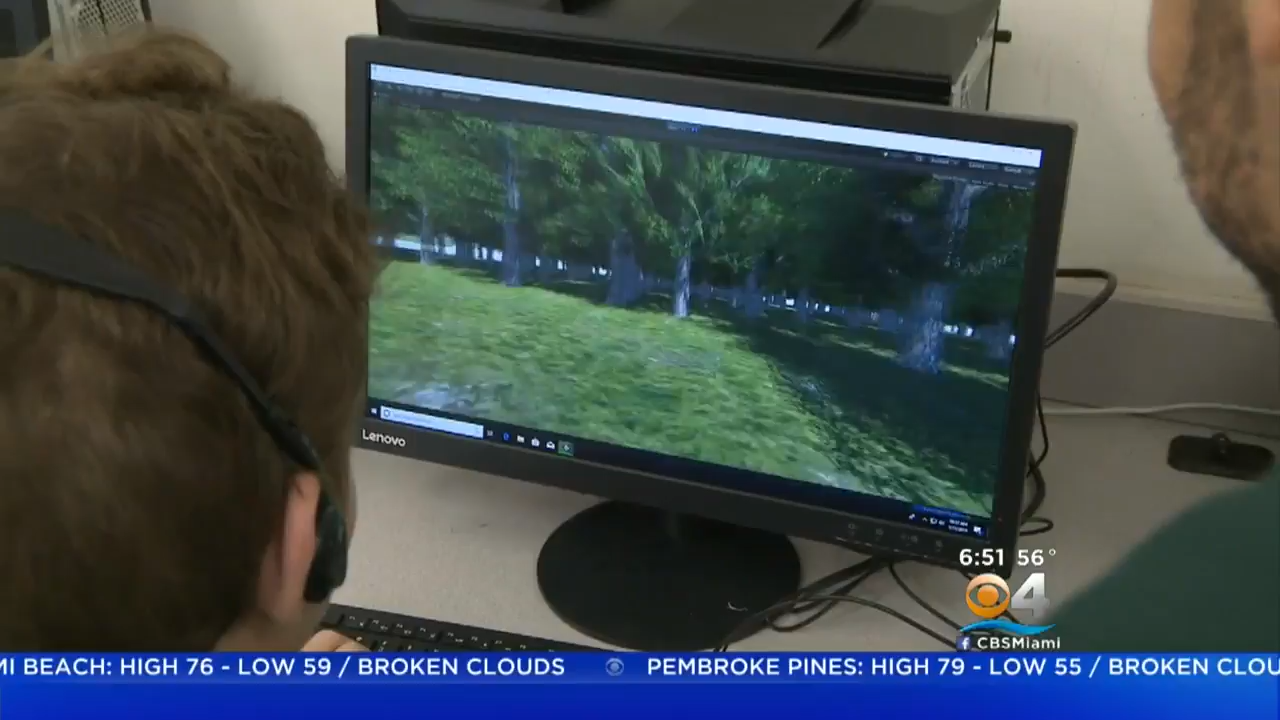 Lenovo
6:51 56°
4
CBSMiami
MI BEACH: HIGH 76 - LOW 59 / BROKEN CLOUDS PEMBROKE PINES: HIGH 79 - LOW 55 / BROKEN CLOU